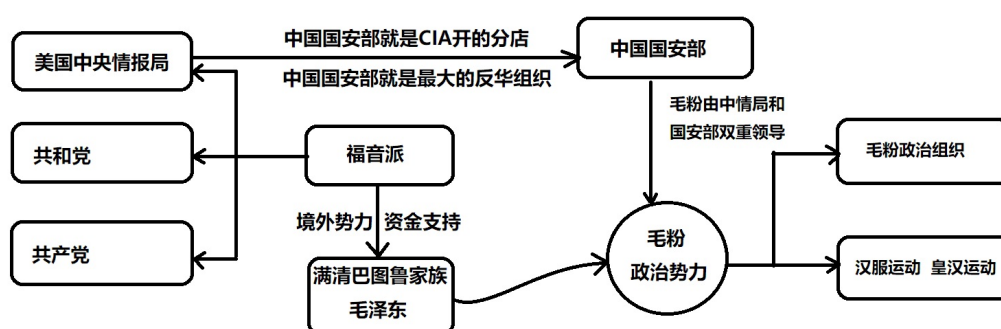 中国国安部就是CIA开的分店
美国中央情报局
中国国安部
中国国安部就是最大的反华组织
毛粉由中情局和
国安部双重领导
共和党
福音派
毛粉政治组织
境外势力 资金支持
共产党
毛粉
政治势力
满清巴图鲁家族
毛泽东
汉服运动 皇汉运动